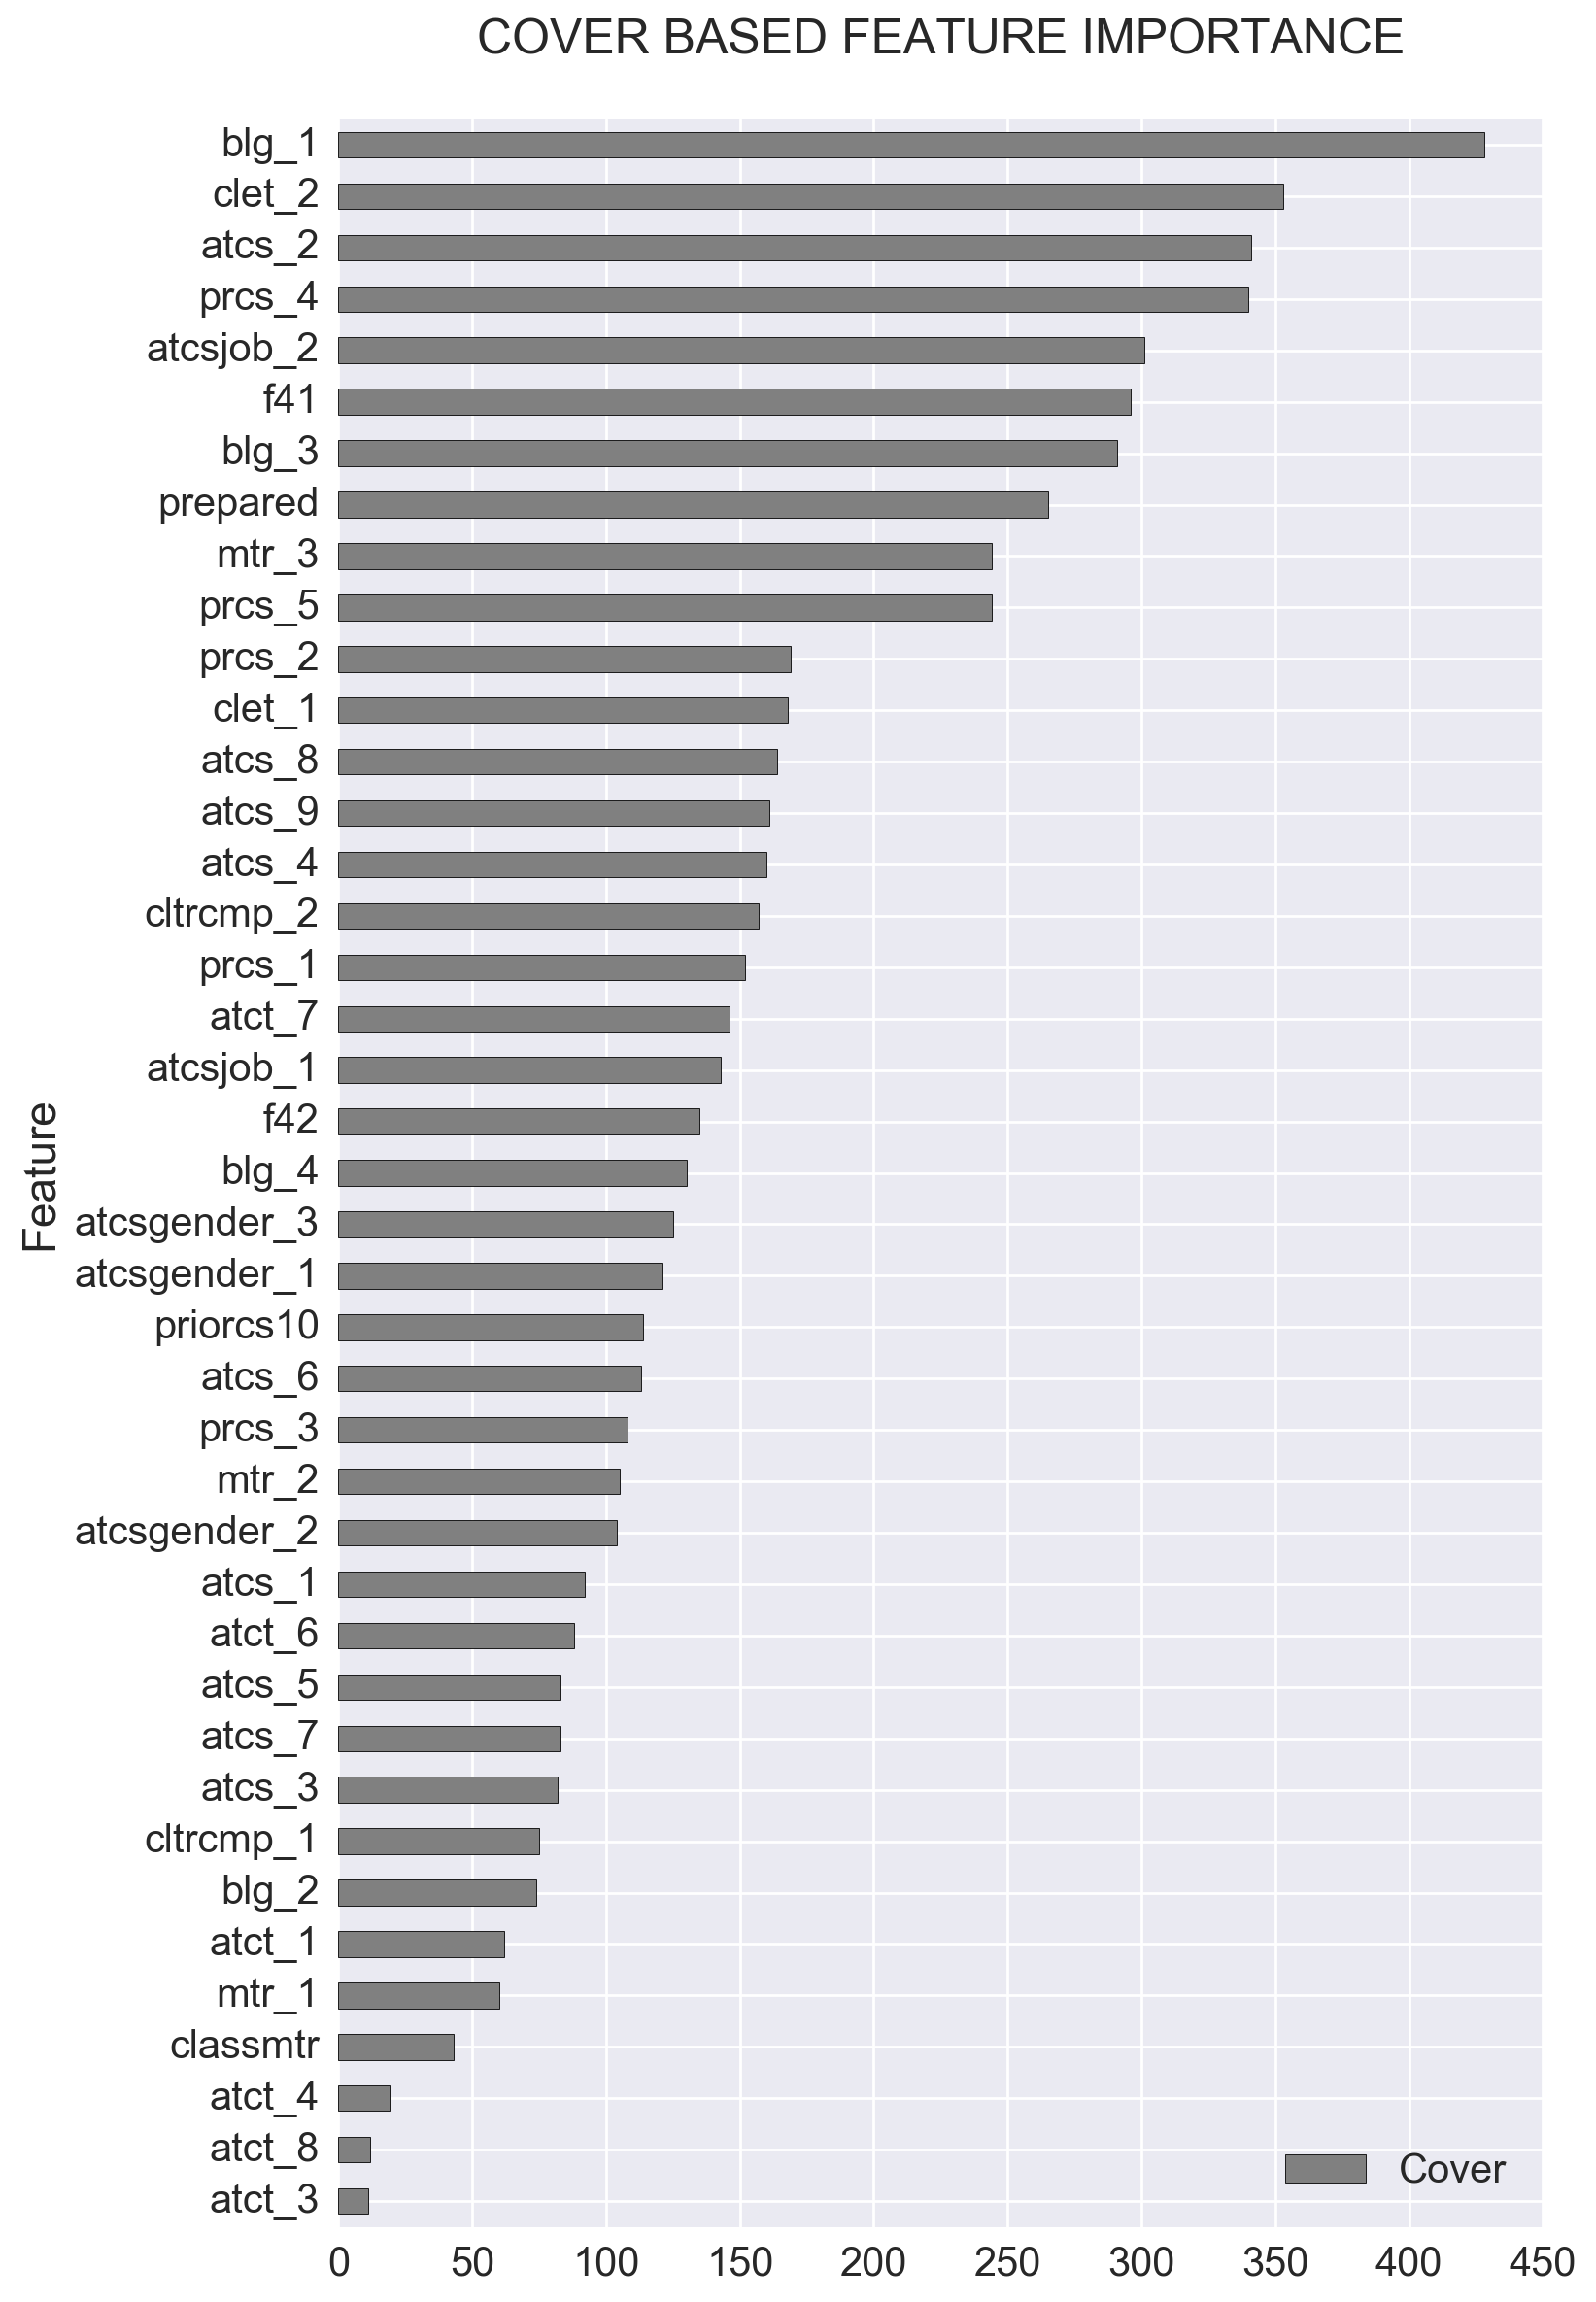 COVER BASED FEATURE IMPORTANCE
blg_1
clet_2
atcs_2
prcs_4
atcsjob_2
f41
blg_3
prepared
mtr_3
prcs_5
prcs_2
clet_1
atcs_8
atcs_9
atcs_4
cltrcmp_2
prcs_1
atct_7
atcsjob_1
f42
blg_4
atcsgender_3
atcsgender_1
priorcs10
atcs_6
prcs_3
mtr_2
atcsgender_2
atcs_1
atct_6
atcs_5
atcs_7
atcs_3
cltrcmp_1
blg_2
atct_1
mtr_1
classmtr
atct_4
atct_8
atct_3
Feature
Cover
0 50 100 150 200 250 300 350 400 450